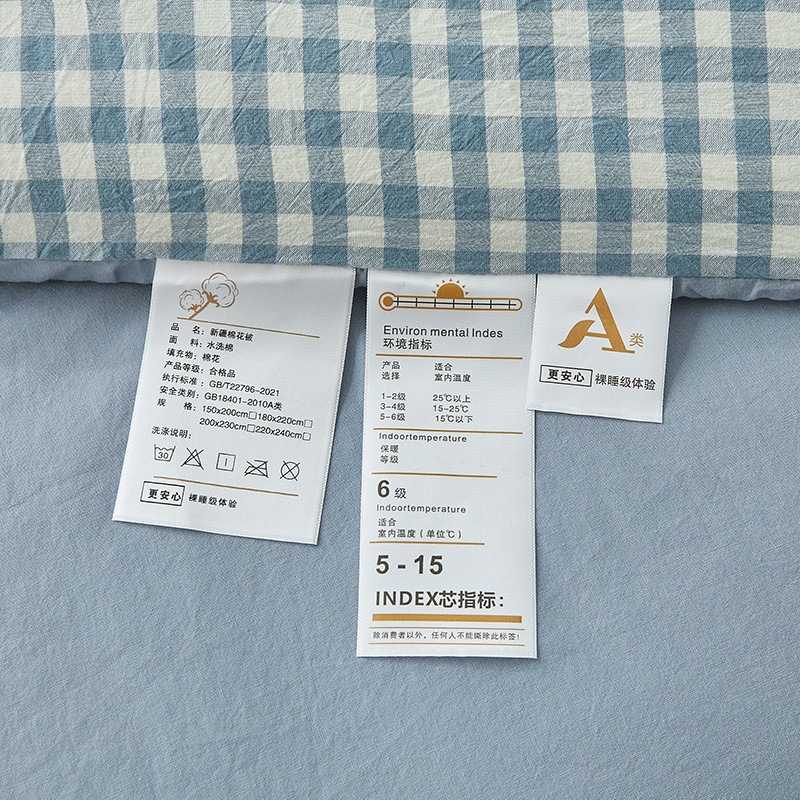 品　名：新疆棉花被
面　料：水洗棉
填充物：棉花
产品等级：合格品
执行标准：GB/T22796-2021
安全类别：GB18401-2010A类
规　格：150x200cm□180x220cm□
200x230cm□220x240cm□
洗涤说明：
30
更安心 裸睡级体验
Environ mental Indes
环境指标
产品 适合
选择 室内温度
1-2级 25℃以上
3-4级 15-25℃
5-6级 15℃以下
Indoortemperature
保暖
等级
6 级
Indoortemperature
适合
室内温度（单位℃）
5 - 15
INDEX芯指标：
除消费者以外，任何人不能撕除此标签！
A类
更安心 裸睡级体验